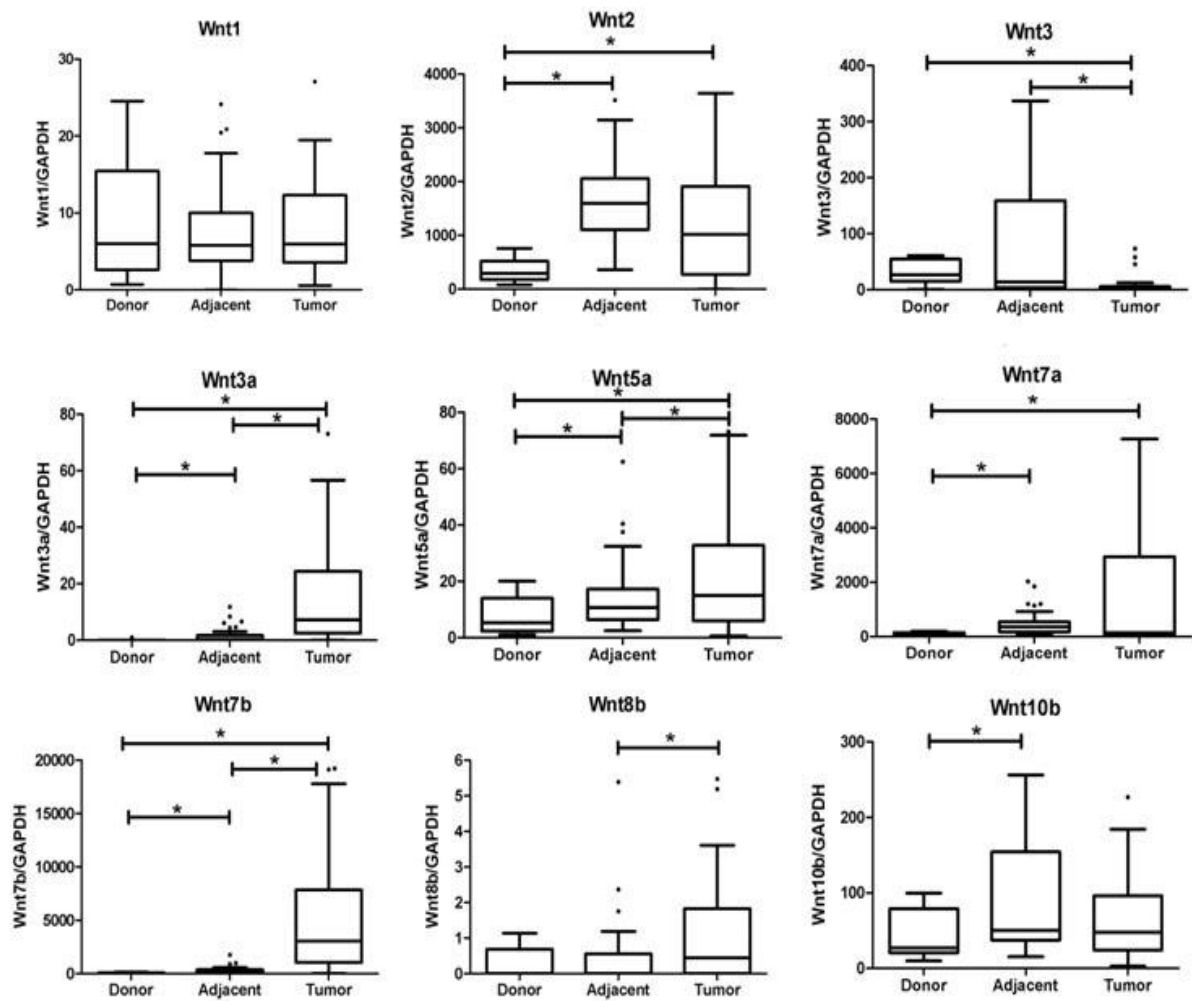 Wnt1
Wnt1/GAPDH
30
20
10
0
Donor Adjacent Tumor
Wnt2
*
*
Wnt2/GAPDH
4000
3000
2000
1000
0
Donor Adjacent Tumor
Wnt3
*
*
Wnt3/GAPDH
400
300
200
100
0
Donor Adjacent Tumor
Wnt3a
*
*
*
Wnt3a/GAPDH
80
60
40
20
0
Donor Adjacent Tumor
Wnt5a
*
*
*
Wnt5a/GAPDH
80
60
40
20
0
Donor Adjacent Tumor
Wnt7a
*
*
Wnt7a/GAPDH
8000
6000
4000
2000
0
Donor Adjacent Tumor
Wnt7b
*
*
*
Wnt7b/GAPDH
20000
15000
10000
5000
0
Donor Adjacent Tumor
Wnt8b
*
Wnt8b/GAPDH
6
5
4
3
2
1
0
Donor Adjacent Tumor
Wnt10b
*
Wnt10b/GAPDH
300
200
100
0
Donor Adjacent Tumor